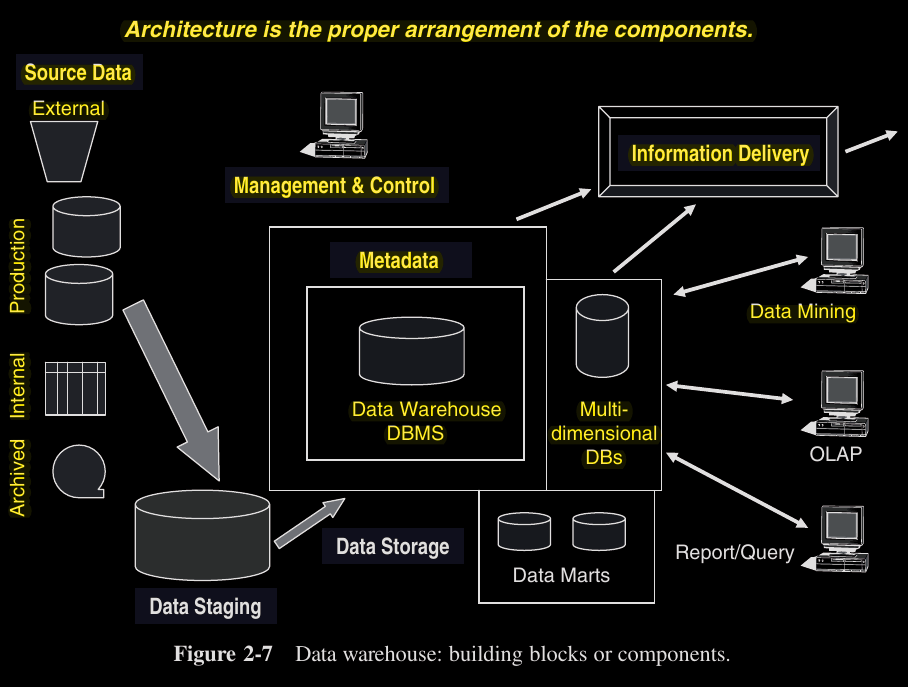 Architecture is the proper arrangement of the components.
Source Data
External
Production
Internal
Archived
Management & Control
Information Delivery
Metadata
Data Warehouse
DBMS
Multi-
dimensional
DBs
Data Mining
OLAP
Report/Query
Data Storage
Data Marts
Data Staging
Figure 2-7 Data warehouse: building blocks or components.